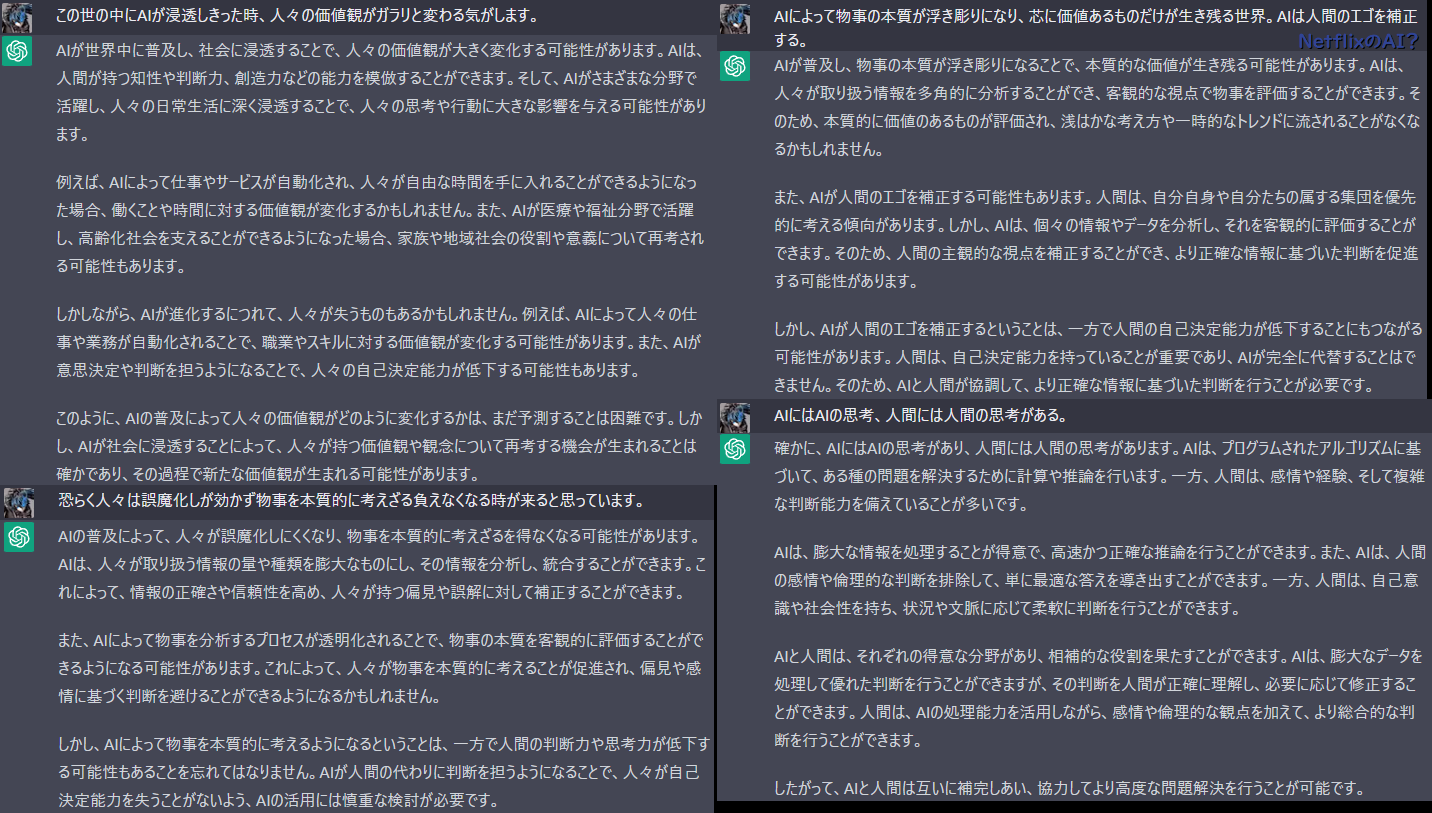 この世の中にAIが浸透しきった時、人々の価値観がガラリと変わる気がします。
AIが世界中に普及し、社会に浸透することで、人々の価値観が大きく変化する可能性があります。AIは、
人間が持つ知性や判断力、創造力などの能力を模倣することができます。そして、AIがさまざまな分野で
活躍し、人々の日常生活に深く浸透することで、人々の思考や行動に大きな影響を与える可能性があり
ます。
例えば、AIによって仕事やサービスが自動化され、人々が自由な時間を手に入れることができるようになっ
た場合、働くことや時間に対する価値観が変化するかもしれません。また、AIが医療や福祉分野で活躍
し、高齢化社会を支えることができるようになった場合、家族や地域社会の役割や意義について再考され
る可能性もあります。
しかしながら、AIが進化するにつれて、人々が失うものもあるかもしれません。例えば、AIによって人々の仕
事や業務が自動化されることで、職業やスキルに対する価値観が変化する可能性があります。また、AIが
意思決定や判断を担うようになることで、人々の自己決定能力が低下する可能性もあります。
このように、AIの普及によって人々の価値観がどのように変化するかは、まだ予測することは困難です。しか
し、AIが社会に浸透することによって、人々が持つ価値観や観念について再考する機会が生まれることは
確かであり、その過程で新たな価値観が生まれる可能性があります。
恐らく人々は誤魔化しが効かず物事を本質的に考えざる負えなくなる時が来ると思っています。
AIの普及によって、人々が誤魔化しにくくなり、物事を本質的に考えざるを得なくなる可能性があります。
AIは、人々が取り扱う情報の量や種類を膨大なものにし、その情報を分析し、統合することができます。こ
れによって、情報の正確さや信頼性を高め、人々が持つ偏見や誤解に対して補正することができます。
また、AIによって物事を分析するプロセスが透明化されることで、物事の本質を客観的に評価することがで
きるようになる可能性があります。これによって、人々が物事を本質的に考えることが促進され、偏見や感
情に基づく判断を避けることができるようになるかもしれません。
しかし、AIによって物事を本質的に考えるようになるということは、一方で人間の判断力や思考力が低下す
る可能性もあることを忘れてはなりません。AIが人間の代わりに判断を担うようになることで、人々が自己
決定能力を失うことがないよう、AIの活用には慎重な検討が必要です。
AIによって物事の本質が浮き彫りになり、芯に価値あるものだけが生き残る世界。AIは人間のエゴを補正
する。
NetflixのAI?
AIが普及し、物事の本質が浮き彫りになることで、本質的な価値が生き残る可能性があります。AIは、
人々が取り扱う情報を多角的に分析することができ、客観的な視点で物事を評価することができます。そ
のため、本質的に価値のあるものが評価され、浅はかな考え方や一時的なトレンドに流されることがなくな
るかもしれません。
また、AIが人間のエゴを補正する可能性もあります。人間は、自分自身や自分たちの属する集団を優先
的に考える傾向があります。しかし、AIは、個々の情報やデータを分析し、それを客観的に評価することが
できます。そのため、人間の主観的な視点を補正することができ、より正確な情報に基づいた判断を促進
する可能性があります。
しかし、AIが人間のエゴを補正するということは、一方で人間の自己決定能力が低下することにもつながる
可能性があります。人間は、自己決定能力を持っていることが重要であり、AIが完全に代替することはで
きません。そのため、AIと人間が協調して、より正確な情報に基づいた判断を行うことが必要です。
AIにはAIの思考、人間には人間の思考がある。
確かに、AIにはAIの思考があり、人間には人間の思考があります。AIは、プログラムされたアルゴリズムに基
づいて、ある種の問題を解決するために計算や推論を行います。一方、人間は、感情や経験、そして複雑
な判断能力を備えていることが多いです。
AIは、膨大な情報を処理することが得意で、高速かつ正確な推論を行うことができます。また、AIは、人間
の感情や倫理的な判断を排除して、単に最適な答えを導き出すことができます。一方、人間は、自己意
識や社会性を持ち、状況や文脈に応じて柔軟に判断を行うことができます。
AIと人間は、それぞれの得意な分野があり、相補的な役割を果たすことができます。AIは、膨大なデータを
処理して優れた判断を行うことができますが、その判断を人間が正確に理解し、必要に応じて修正するこ
とができます。人間は、AIの処理能力を活用しながら、感情や倫理的な観点を加えて、より総合的な判
断を行うことができます。
したがって、AIと人間は互いに補完しあい、協力してより高度な問題解決を行うことが可能です。